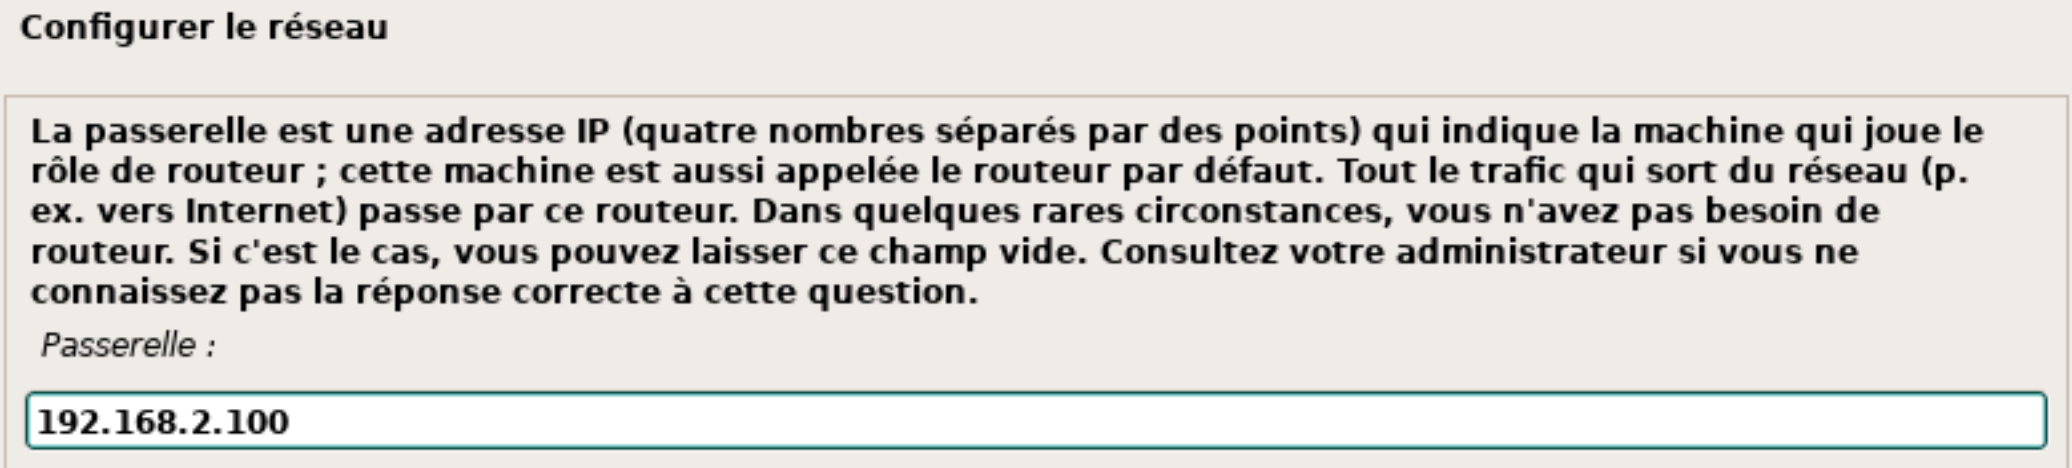 Configurer le réseau
La passerelle est une adresse IP (quatre nombres séparés par des points) qui indique la machine qui joue le
rôle de routeur ; cette machine est aussi appelée le routeur par défaut. Tout le trafic qui sort du réseau (p.
ex. vers Internet) passe par ce routeur. Dans quelques rares circonstances, vous n'avez pas besoin de
routeur. Si c'est le cas, vous pouvez laisser ce champ vide. Consultez votre administrateur si vous ne
connaissez pas la réponse correcte à cette question.
Passerelle :
192.168.2.100